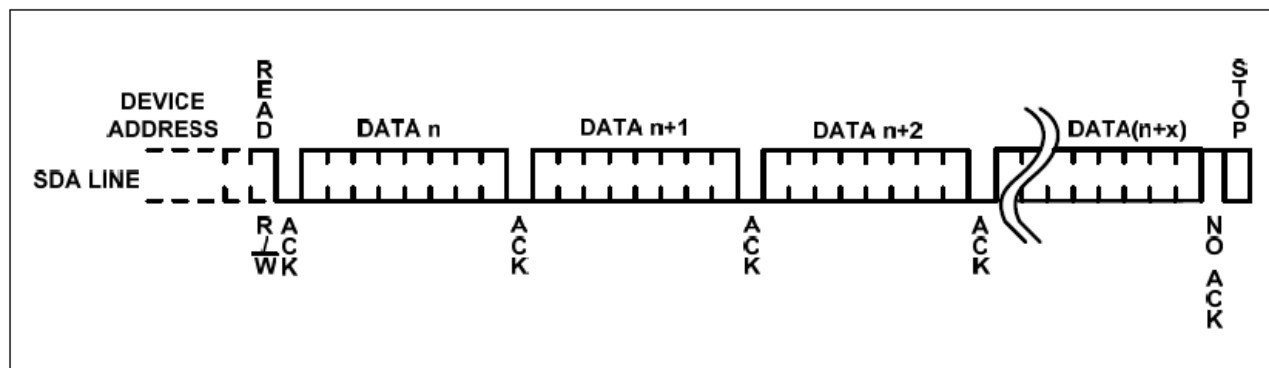 READ
STOP
DEVICE
ADDRESS
DATA n
DATA n+1
DATA n+2
DATA(n+x)
SDA LINE
R/W
ACK
ACK
ACK
ACK
NO ACK